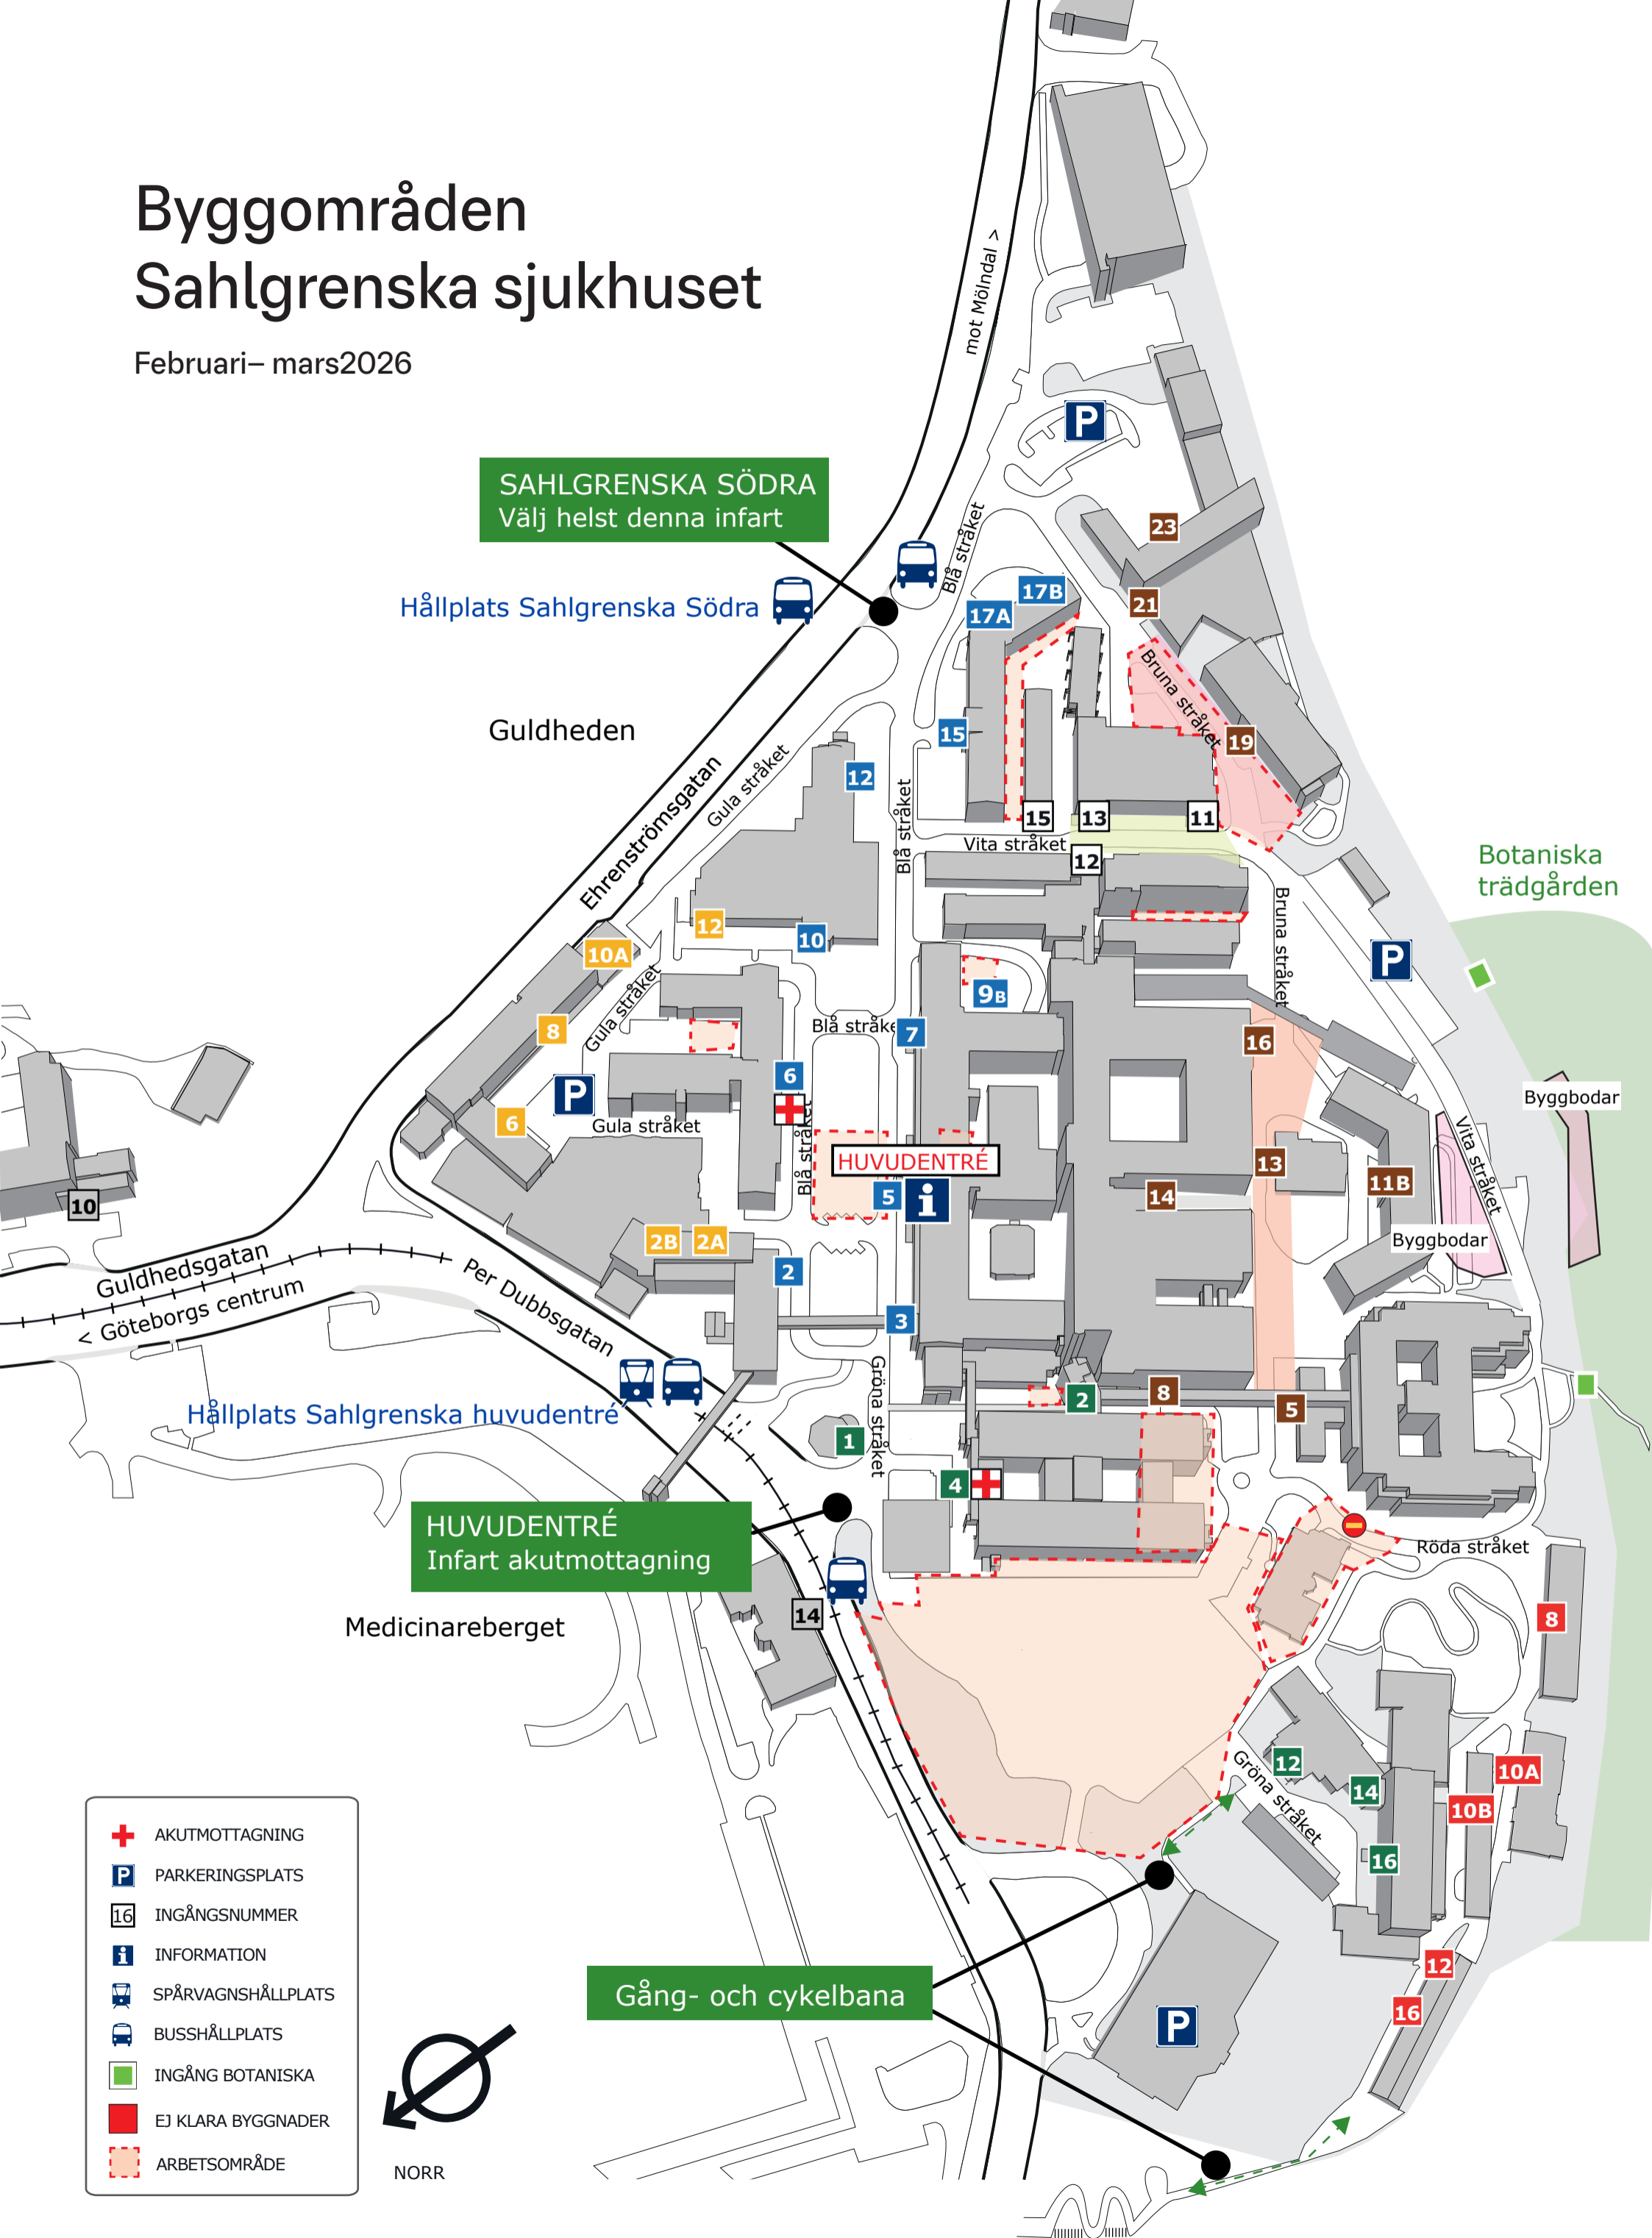 Byggområden
Sahlgrenska sjukhuset
Februari– mars2026
mot Mölndal >
P
SAHLGRENSKA SÖDRA
Välj helst denna infart
Blå stråket
23
Hållplats Sahlgrenska Södra
17B
17A
21
Bruna stråket
Guldheden
15
19
Gula stråket
12
Ehrenströmsgatan
Blå stråket
15
13
11
Vita stråket
12
Botaniska
trädgården
12
10
10A
Bruna stråket
P
Gula stråket
9B
8
Blå stråke
7
16
P
6
Byggbodar
6
Gula stråket
Blå stråket
Vita stråket
HUVUDENTRÉ
13
11B
5
i
14
10
2B
2A
Byggbodar
Guldhedsgatan
< Göteborgs centrum
Per Dubbsgatan
2
3
Gröna stråket
Hållplats Sahlgrenska huvudentré
2
8
5
1
4
HUVUDENTRÉ
Infart akutmottagning
Röda stråket
14
Medicinareberget
8
Gröna stråket
12
14
10A
10B
16
12
16
Gång- och cykelbana
P
AKUTMOTTAGNING
P PARKERINGSPLATS
16 INGÅNGSNUMMER
i INFORMATION
SPÅRVAGNSHÅLLPLATS
BUSSHÅLLPLATS
INGÅNG BOTANISKA
EJ KLARA BYGGNADER
ARBETSOMRÅDE
NORR